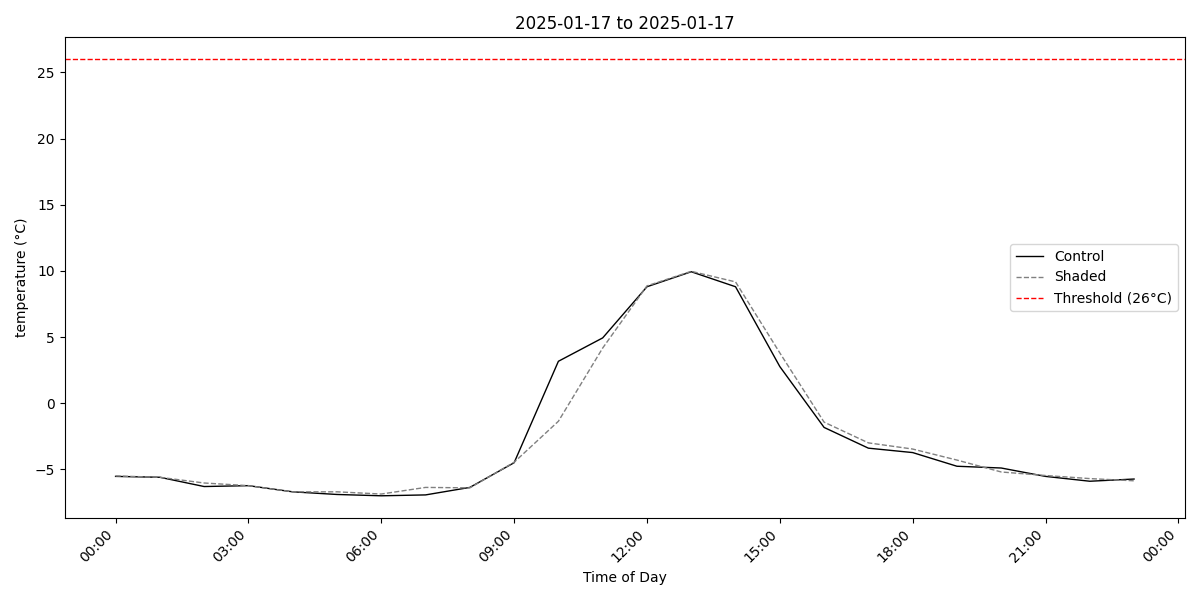 2025-01-17 to 2025-01-17
temperature (°C)
25
20
15
10
5
0
−5
Control
Shaded
Threshold (26°C)
00:00
03:00
06:00
09:00
12:00
15:00
18:00
21:00
00:00
Time of Day